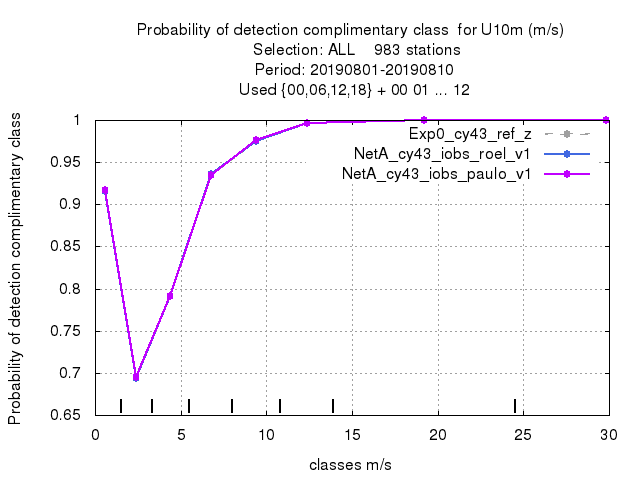 Probability of detection complimentary class  for U10m (m/s)
Selection: ALL    983 stations
Period: 20190801-20190810
Used {00,06,12,18} + 00 01 ... 12
Probability of detection complimentary class
1
0.95
0.9
0.85
0.8
0.75
0.7
0.65
Exp0_cy43_ref_z
NetA_cy43_iobs_roel_v1
NetA_cy43_iobs_paulo_v1
0 5 10 15 20 25 30
classes m/s